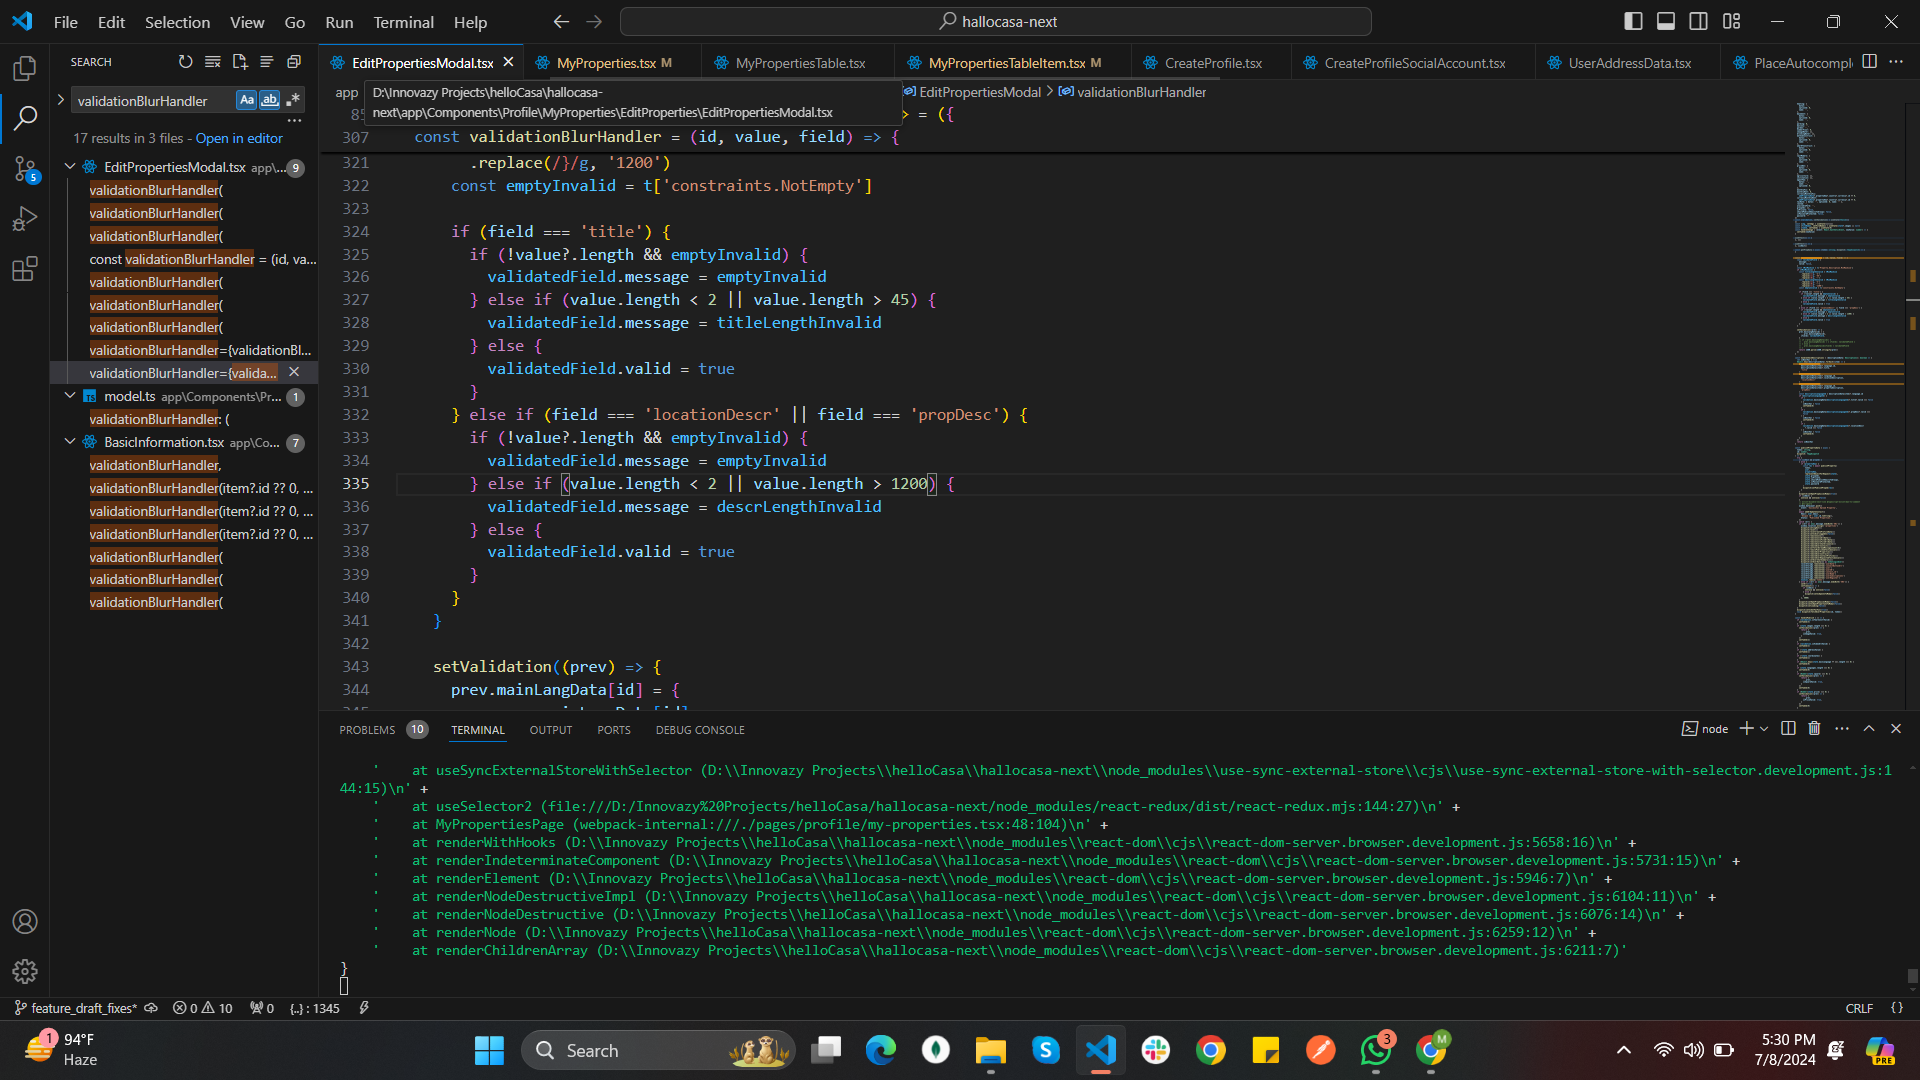 File Edit Selection View Go Run Terminal Help
hallocasa-next
SEARCH
validationBlurHandler
Aa ab .*
17 results in 3 files - Open in editor
EditPropertiesModal.tsx app\... 9
validationBlurHandler(
validationBlurHandler(
validationBlurHandler(
const validationBlurHandler = (id, va...
validationBlurHandler(
validationBlurHandler(
validationBlurHandler(
validationBlurHandler={validationBl...
validationBlurHandler={valida...
model.ts app\Components\Pr... 1
validationBlurHandler: (
BasicInformation.tsx app\Co... 7
validationBlurHandler,
validationBlurHandler(item?.id ?? 0, ...
validationBlurHandler(item?.id ?? 0, ...
validationBlurHandler(item?.id ?? 0, ...
validationBlurHandler(
validationBlurHandler(
validationBlurHandler(
5
EditPropertiesModal.tsx
MyProperties.tsx M
MyPropertiesTable.tsx
MyPropertiesTableItem.tsx M
CreateProfile.tsx
CreateProfileSocialAccount.tsx
UserAddressData.tsx
PlaceAutocompl
app
D:\Innovazy Projects\helloCasa\hallocasa-
next\app\Components\Profile\MyProperties\EditProperties\EditPropertiesModal.tsx
EditPropertiesModal > validationBlurHandler
> = ({
307 const validationBlurHandler = (id, value, field) => {
321 .replace(/}/g, '1200')
322 const emptyInvalid = t['constraints.NotEmpty']
323
324 if (field === 'title') {
325 if (!value?.length && emptyInvalid) {
326 validatedField.message = emptyInvalid
327 } else if (value.length < 2 || value.length > 45) {
328 validatedField.message = titleLengthInvalid
329 } else {
330 validatedField.valid = true
331 }
332 } else if (field === 'locationDescr' || field === 'propDesc') {
333 if (!value?.length && emptyInvalid) {
334 validatedField.message = emptyInvalid
335 } else if (value.length < 2 || value.length > 1200) {
336 validatedField.message = descrLengthInvalid
337 } else {
338 validatedField.valid = true
339 }
340 }
341 }
342
343 setValidation((prev) => {
344 prev.mainLangData[id] = {
PROBLEMS 10 TERMINAL OUTPUT PORTS DEBUG CONSOLE
node
' at useSyncExternalStoreWithSelector (D:\\Innovazy Projects\\helloCasa\\hallocasa-next\\node_modules\\use-sync-external-store\\cjs\\use-sync-external-store-with-selector.development.js:1
44:15)\n' +
' at useSelector2 (file:///D:/Innovazy%20Projects/helloCasa/hallocasa-next/node_modules/react-redux/dist/react-redux.mjs:144:27)\n' +
' at MyPropertiesPage (webpack-internal:///./pages/profile/my-properties.tsx:48:104)\n' +
' at renderWithHooks (D:\\Innovazy Projects\\helloCasa\\hallocasa-next\\node_modules\\react-dom\\cjs\\react-dom-server.browser.development.js:5658:16)\n' +
' at renderIndeterminateComponent (D:\\Innovazy Projects\\helloCasa\\hallocasa-next\\node_modules\\react-dom\\cjs\\react-dom-server.browser.development.js:5731:15)\n' +
' at renderElement (D:\\Innovazy Projects\\helloCasa\\hallocasa-next\\node_modules\\react-dom\\cjs\\react-dom-server.browser.development.js:5946:7)\n' +
' at renderNodeDestructiveImpl (D:\\Innovazy Projects\\helloCasa\\hallocasa-next\\node_modules\\react-dom\\cjs\\react-dom-server.browser.development.js:6104:11)\n' +
' at renderNodeDestructive (D:\\Innovazy Projects\\helloCasa\\hallocasa-next\\node_modules\\react-dom\\cjs\\react-dom-server.browser.development.js:6076:14)\n' +
' at renderNode (D:\\Innovazy Projects\\helloCasa\\hallocasa-next\\node_modules\\react-dom\\cjs\\react-dom-server.browser.development.js:6259:12)\n' +
' at renderChildrenArray (D:\\Innovazy Projects\\helloCasa\\hallocasa-next\\node_modules\\react-dom\\cjs\\react-dom-server.browser.development.js:6211:7)'
}
feature_draft_fixes* 0 10 0 {..} : 1345
CRLF { }
1
94°F
Haze
Search
S
3
M
5:30 PM
7/8/2024
PRE